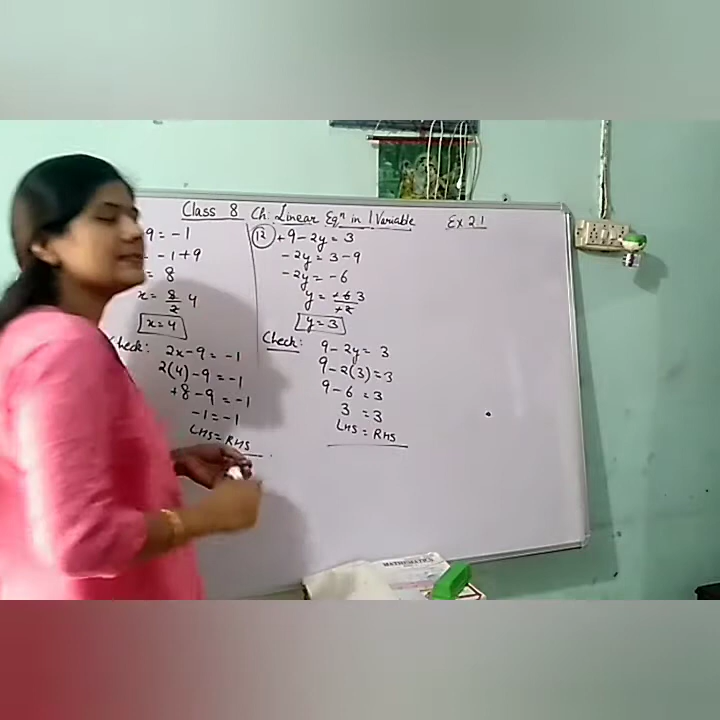 Class 8 Ch: Linear Eqⁿ in 1 Variable Ex 2.1
9 = -1
-1 + 9
= 8
x = 8/2 4
x = 4
Check: 2x - 9 = -1
2(4) - 9 = -1
+8 - 9 = -1
-1 = -1
LHS = RHS
12 +9 - 2y = 3
-2y = 3 - 9
-2y = -6
y = +6/+2 3
y = 3
Check: 9 - 2y = 3
9 - 2(3) = 3
9 - 6 = 3
3 = 3
LHS = RHS
MATHEMATICS